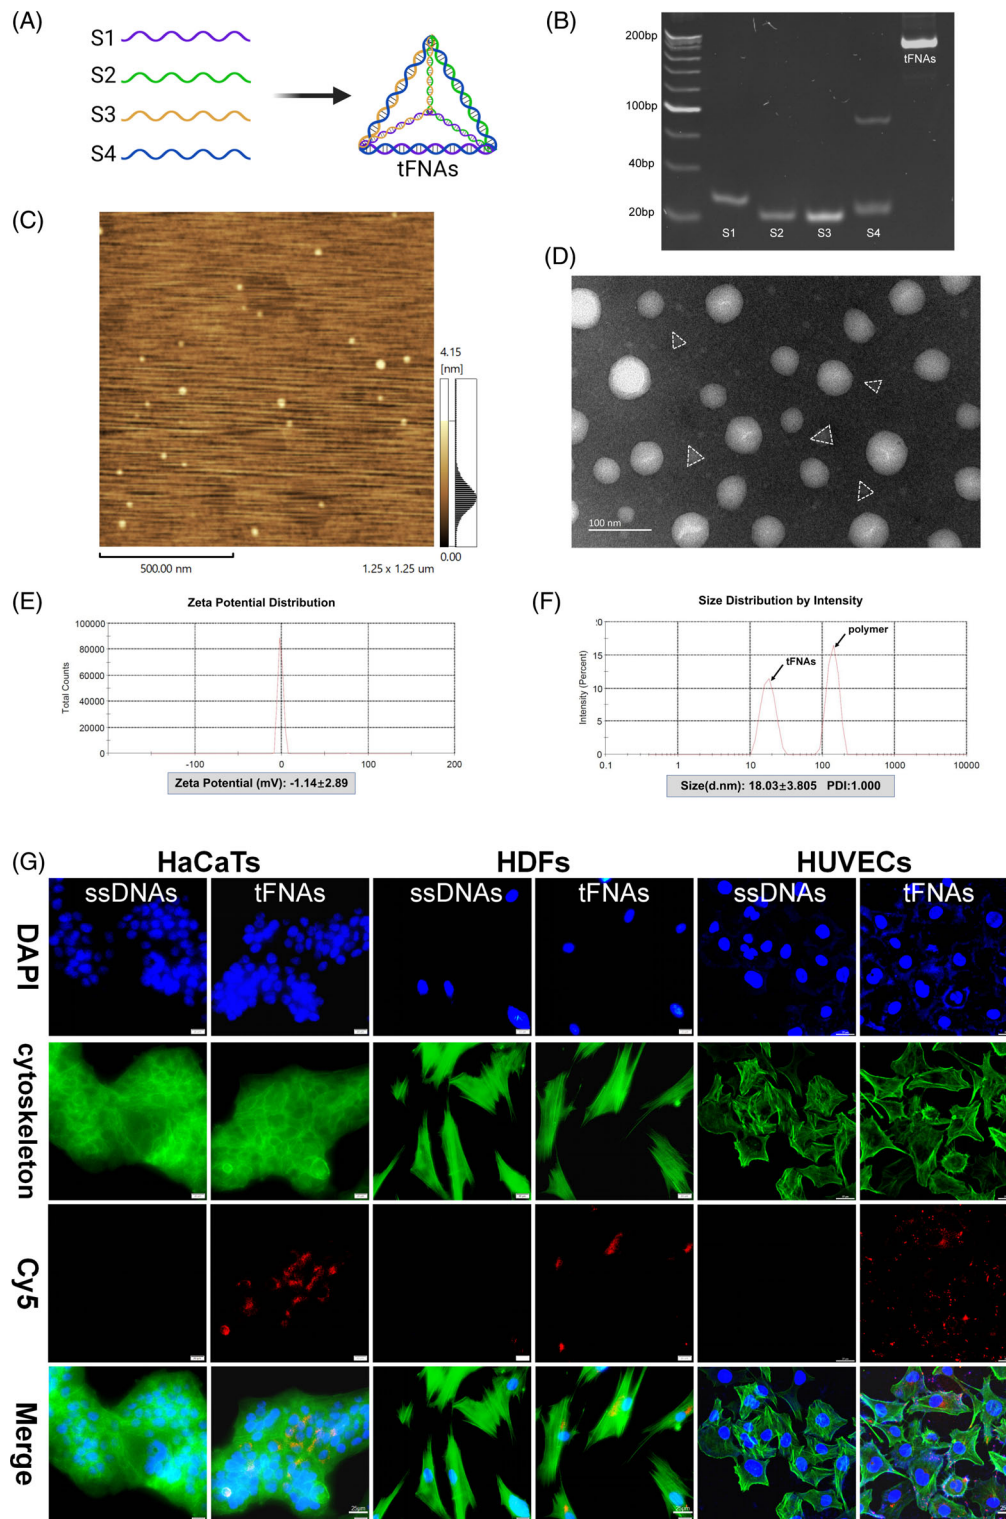 (A)
S1
S2
S3
S4
tFNAs
(B)
200bp
100bp
40bp
20bp
tFNAs
S1
S2
S3
S4
(C)
4.15
[nm]
0.00
500.00 nm
1.25 x 1.25 um
(D)
100 nm
(E)
Zeta Potential Distribution
Total Counts
100000
80000
60000
40000
20000
0
-100
0
100
200
Zeta Potential (mV): -1.14±2.89
(F)
Size Distribution by Intensity
Intensity (Percent)
20
15
10
5
0
polymer
tFNAs
0.1
1
10
100
1000
10000
Size(d.nm): 18.03±3.805 PDI:1.000
(G)
HaCaTs HDFs HUVECs
ssDNAs tFNAs ssDNAs tFNAs ssDNAs tFNAs
DAPI
cytoskeleton
Cy5
Merge
25μm